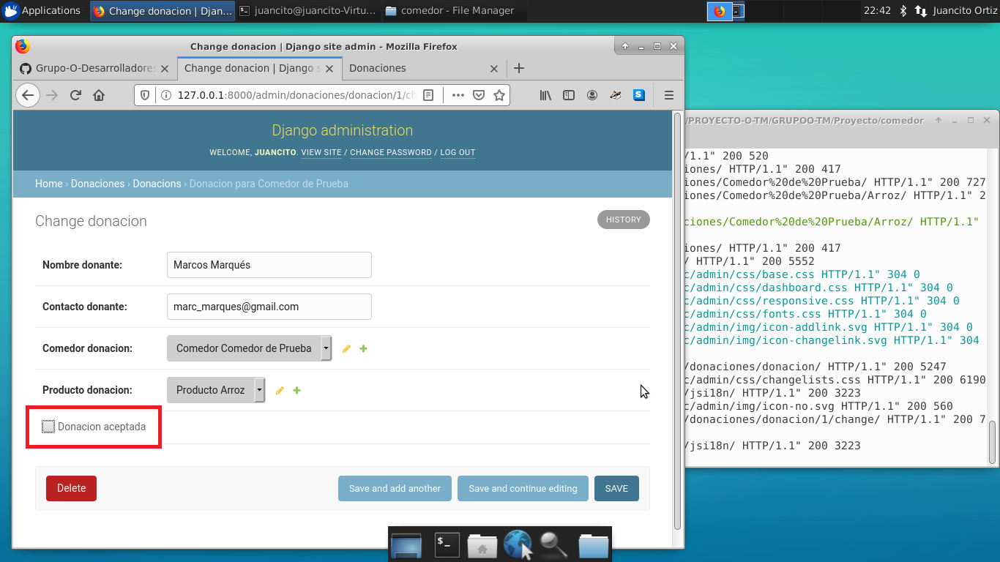 Applications
Change donacion | Djan...
juancito@juancito-Virtu...
comedor - File Manager
22:42
Juancito Ortiz
Change donacion | Django site admin - Mozilla Firefox
Grupo-O-Desarrolladores
Change donacion | Django s
Donaciones
127.0.0.1:8000/admin/donaciones/donacion/1/ch
Django administration
WELCOME, JUANCITO. VIEW SITE / CHANGE PASSWORD / LOG OUT
Home › Donaciones › Donacions › Donacion para Comedor de Prueba
Change donacion
HISTORY
Nombre donante:
Marcos Marqués
Contacto donante:
marc_marques@gmail.com
Comedor donacion:
Comedor Comedor de Prueba
Producto donacion:
Producto Arroz
Donacion aceptada
Delete
Save and add another
Save and continue editing
SAVE
/PROYECTO-O-TM/GRUPOO-TM/Proyecto/comedor
/1.1" 200 520
iones/ HTTP/1.1" 200 417
iones/Comedor%20de%20Prueba/ HTTP/1.1" 200 727
iones/Comedor%20de%20Prueba/Arroz/ HTTP/1.1" 2
ciones/Comedor%20de%20Prueba/Arroz/ HTTP/1.1"
iones/ HTTP/1.1" 200 417
/ HTTP/1.1" 200 5552
c/admin/css/base.css HTTP/1.1" 304 0
c/admin/css/dashboard.css HTTP/1.1" 304 0
c/admin/css/responsive.css HTTP/1.1" 304 0
c/admin/css/fonts.css HTTP/1.1" 304 0
c/admin/img/icon-addlink.svg HTTP/1.1" 304 0
c/admin/img/icon-changelink.svg HTTP/1.1" 304
/donaciones/donacion/ HTTP/1.1" 200 5247
c/admin/css/changelists.css HTTP/1.1" 200 6190
/jsi18n/ HTTP/1.1" 200 3223
c/admin/img/icon-no.svg HTTP/1.1" 200 560
/donaciones/donacion/1/change/ HTTP/1.1" 200 7
/jsi18n/ HTTP/1.1" 200 3223